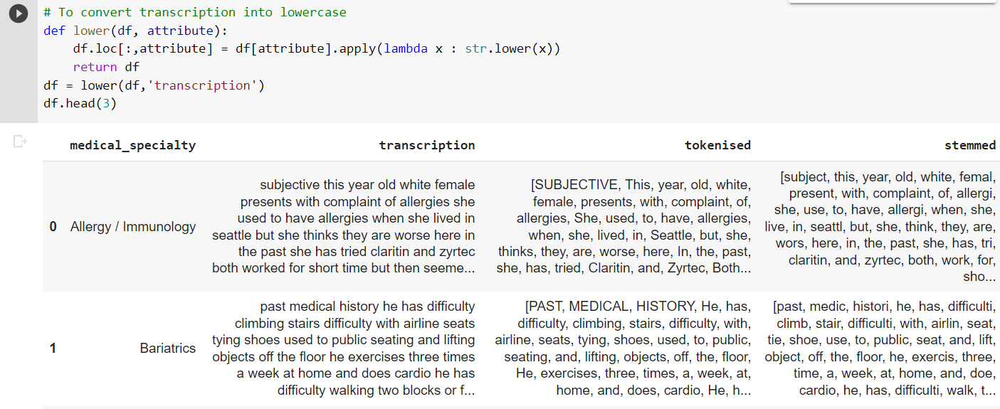 # To convert transcription into lowercase
def lower(df, attribute):
    df.loc[:,attribute] = df[attribute].apply(lambda x : str.lower(x))
    return df
df = lower(df,'transcription')
df.head(3)
medical_specialty transcription tokenised stemmed
0 Allergy / Immunology
subjective this year old white female
presents with complaint of allergies she
used to have allergies when she lived in
seattle but she thinks they are worse here in
the past she has tried claritin and zyrtec
both worked for short time but then seeme...
[SUBJECTIVE, This, year, old, white,
female, presents, with, complaint, of,
allergies, She, used, to, have, allergies,
when, she, lived, in, Seattle, but, she,
thinks, they, are, worse, here, In, the, past,
she, has, tried, Claritin, and, Zyrtec, Both...
[subject, this, year, old, white, femal,
present, with, complaint, of, allergi,
she, use, to, have, allergi, when, she,
live, in, seattl, but, she, think, they, are,
wors, here, in, the, past, she, has, tri,
claritin, and, zyrtec, both, work, for,
sho...
1 Bariatrics
past medical history he has difficulty
climbing stairs difficulty with airline seats
tying shoes used to public seating and lifting
objects off the floor he exercises three times
a week at home and does cardio he has
difficulty walking two blocks or f...
[PAST, MEDICAL, HISTORY, He, has,
difficulty, climbing, stairs, difficulty, with,
airline, seats, tying, shoes, used, to, public,
seating, and, lifting, objects, off, the, floor,
He, exercises, three, times, a, week, at,
home, and, does, cardio, He, h...
[past, medic, histori, he, has, difficulti,
climb, stair, difficulti, with, airlin, seat,
tie, shoe, use, to, public, seat, and, lift,
object, off, the, floor, he, exercis, three,
time, a, week, at, home, and, doe,
cardio, he, has, difficulti, walk, t...